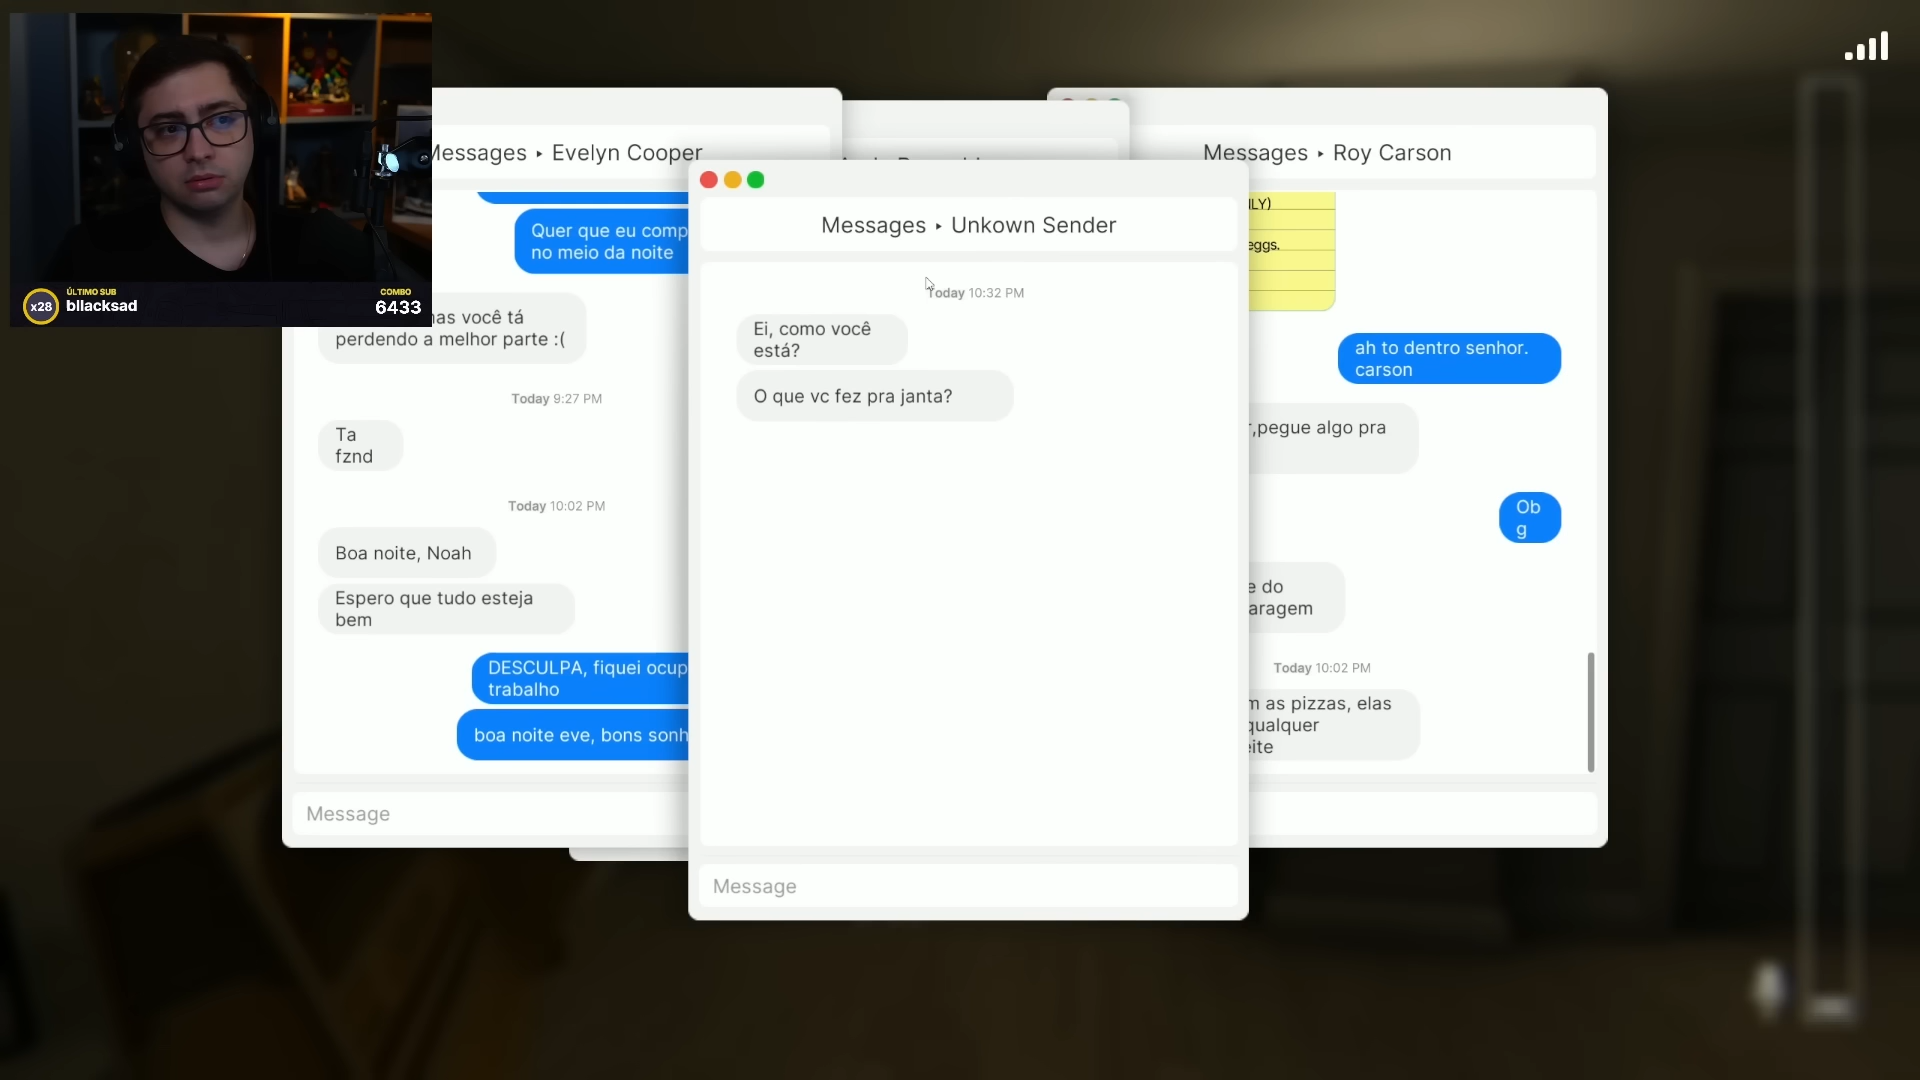 x28
ÚLTIMO SUB
bllacksad
COMBO
6433
Messages ▸ Evelyn Cooper
Quer que eu comp
no meio da noite
você tá
perdendo a melhor parte :(
Today 9:27 PM
Ta
fznd
Today 10:02 PM
Boa noite, Noah
Espero que tudo esteja
bem
DESCULPA, fiquei ocup
trabalho
boa noite eve, bons sonh
Message
Messages ▸ Unkown Sender
Today 10:32 PM
Ei, como você
está?
O que vc fez pra janta?
Message
Messages ▸ Roy Carson
LY)
eggs.
ah to dentro senhor.
carson
,pegue algo pra
Ob
g
e do
aragem
Today 10:02 PM
m as pizzas, elas
qualquer
eite